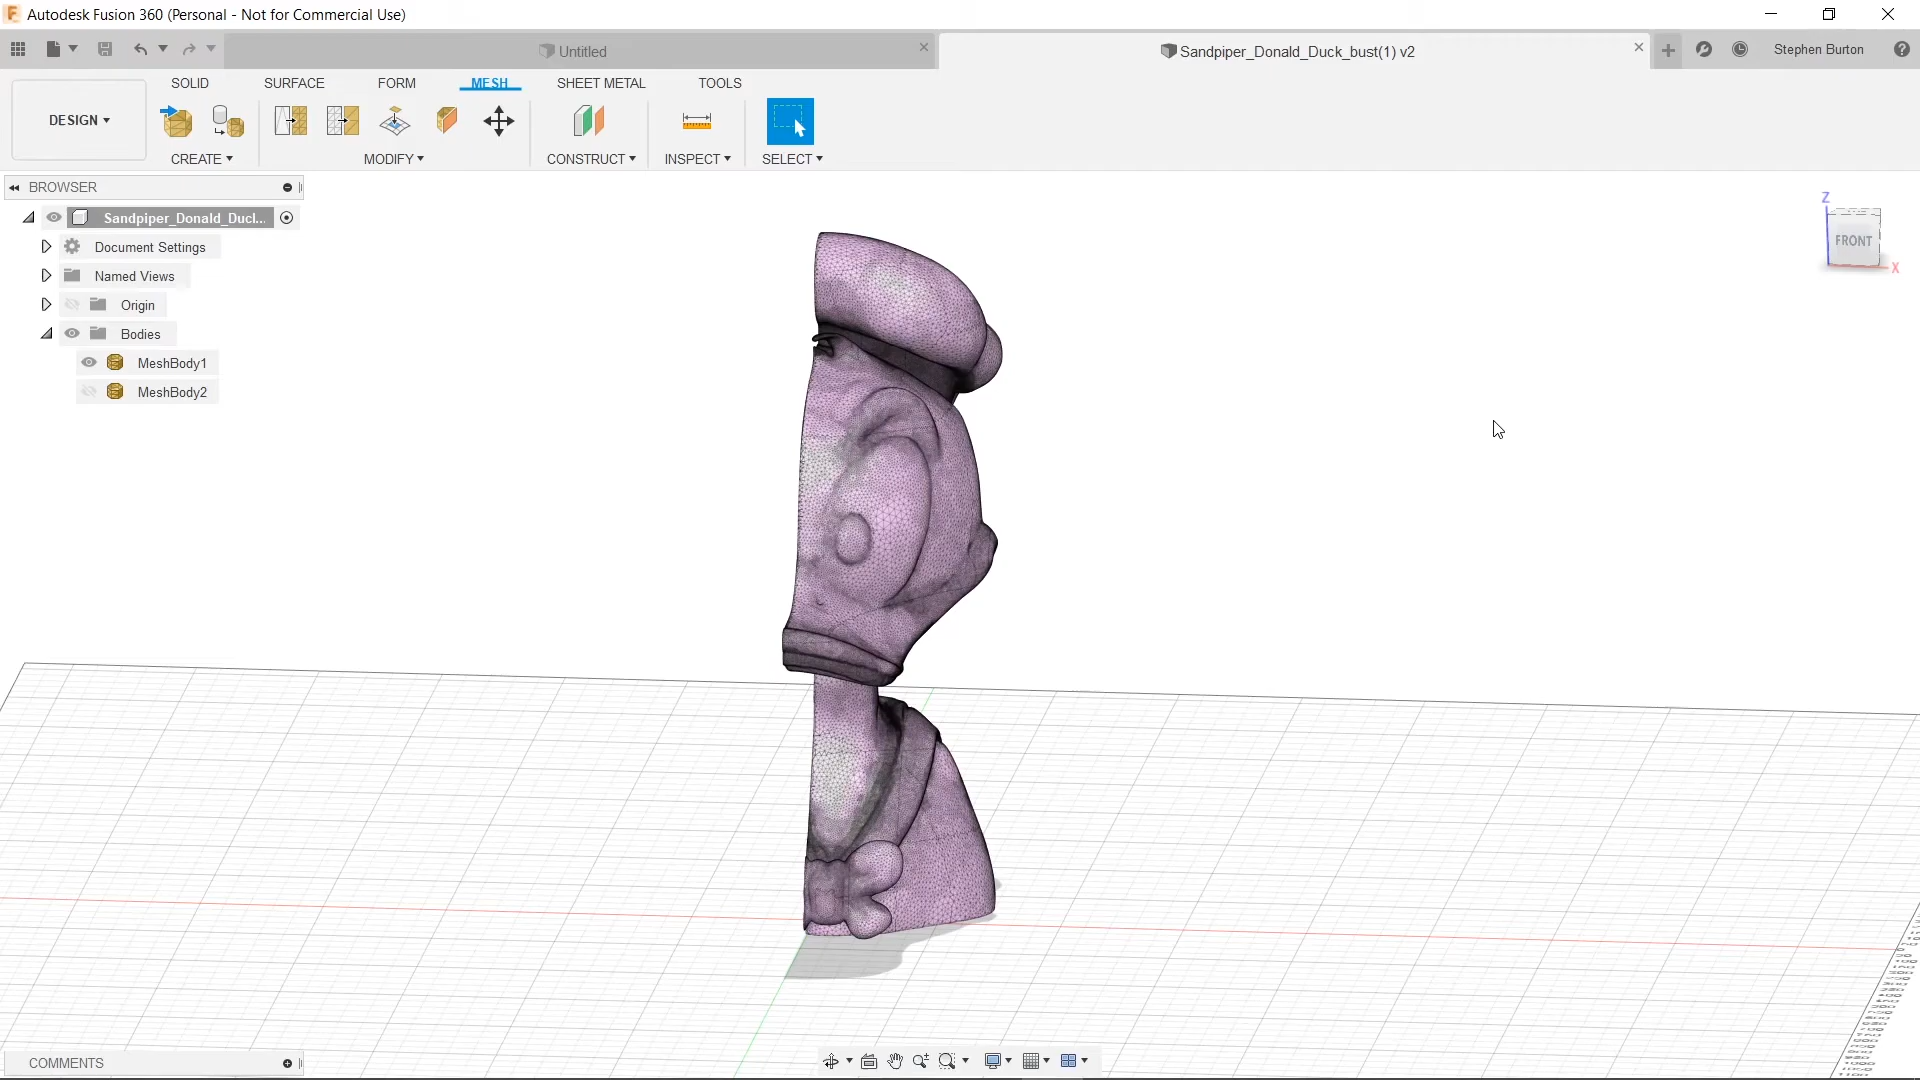 Autodesk Fusion 360 (Personal - Not for Commercial Use)
Untitled
Sandpiper_Donald_Duck_bust(1) v2
Stephen Burton
DESIGN
SOLID
SURFACE
FORM
MESH
SHEET METAL
TOOLS
CREATE
MODIFY
CONSTRUCT
INSPECT
SELECT
BROWSER
Sandpiper_Donald_Ducl...
Document Settings
Named Views
Origin
Bodies
MeshBody1
MeshBody2
Z
FRONT
X
COMMENTS